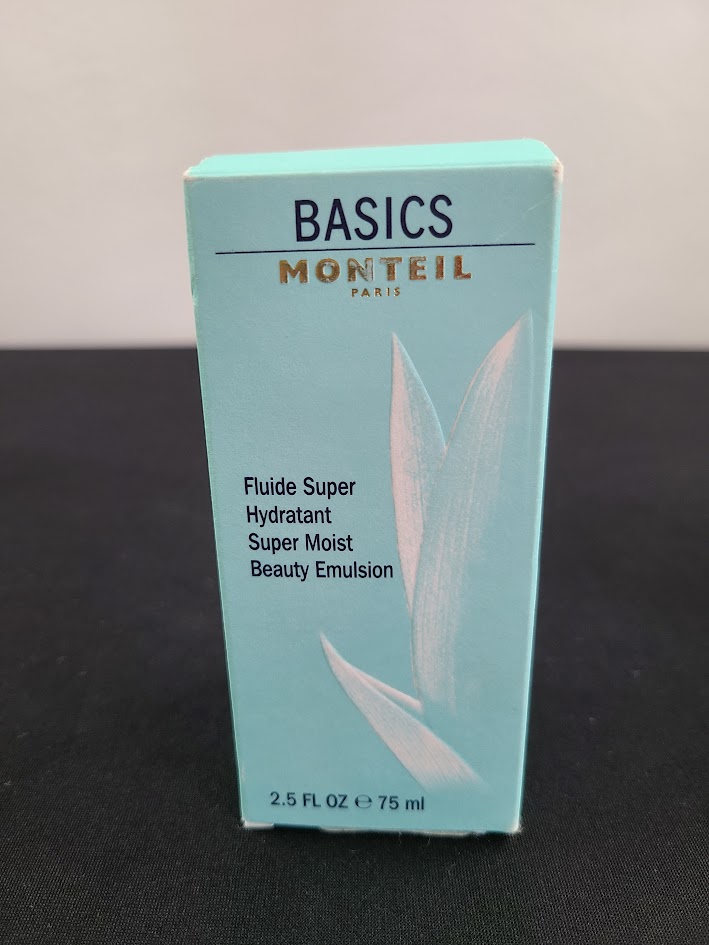 BASICS
MONTEIL
PARIS
Fluide Super
Hydratant
Super Moist
Beauty Emulsion
2.5 FL OZ ℮ 75 ml